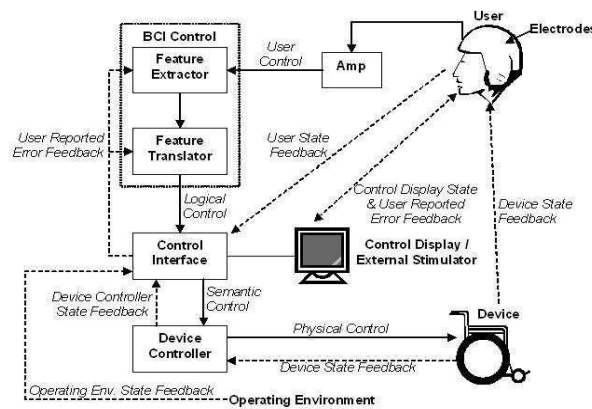 User
Electrodes
BCI Control
Feature
Extractor
User
Control
Amp
Feature
Translator
User Reported
Error Feedback
User State
Feedback
Logical
Control
Control Display State
& User Reported
Error Feedback
Device State
Feedback
Control
Interface
Control Display /
External Stimulator
Device Controller
State Feedback
Semantic
Control
Device
Device
Controller
Physical Control
Device State Feedback
Operating Env. State Feedback
Operating Environment